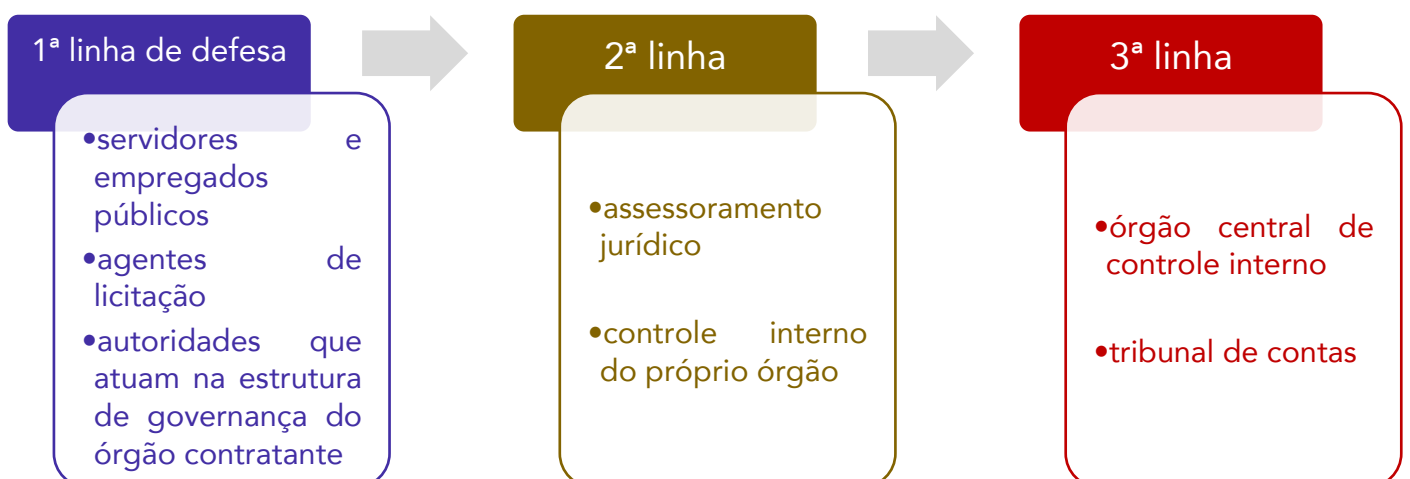 1ª linha de defesa
•servidores e
empregados
públicos
•agentes de
licitação
•autoridades que
atuam na estrutura
de governança do
órgão contratante
2ª linha
•assessoramento
jurídico
•controle interno
do próprio órgão
3ª linha
•órgão central de
controle interno
•tribunal de contas